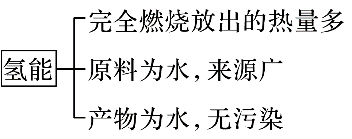 完全燃烧放出的热量多
氢能
原料为水，来源广
产物为水，无污染